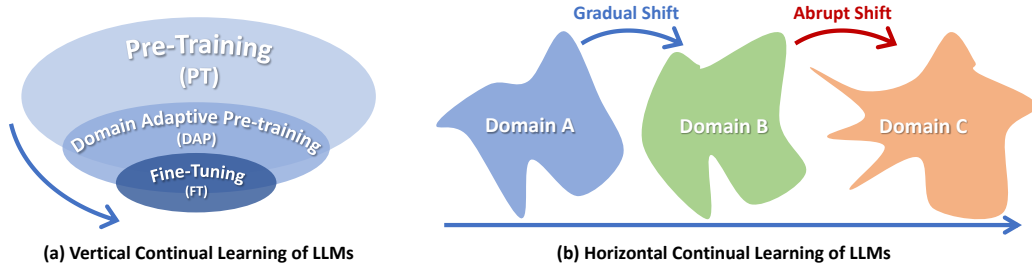 Pre-Training
(PT)
Domain Adaptive Pre-training
(DAP)
Fine-Tuning
(FT)
(a) Vertical Continual Learning of LLMs
Gradual Shift
Abrupt Shift
Domain A
Domain B
Domain C
(b) Horizontal Continual Learning of LLMs